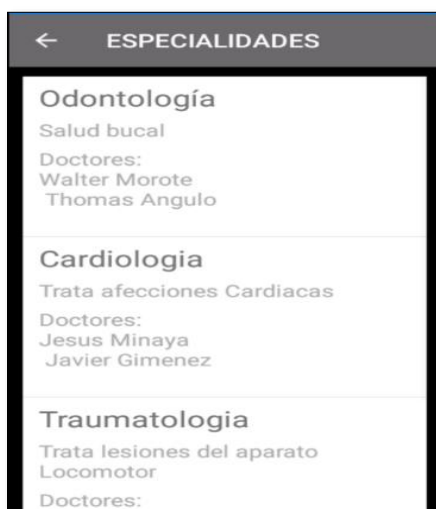 ESPECIALIDADES
Odontología
Salud bucal
Doctores:
Walter Morote
Thomas Angulo
Cardiologia
Trata afecciones Cardiacas
Doctores:
Jesus Minaya
Javier Gimenez
Traumatologia
Trata lesiones del aparato
Locomotor
Doctores: